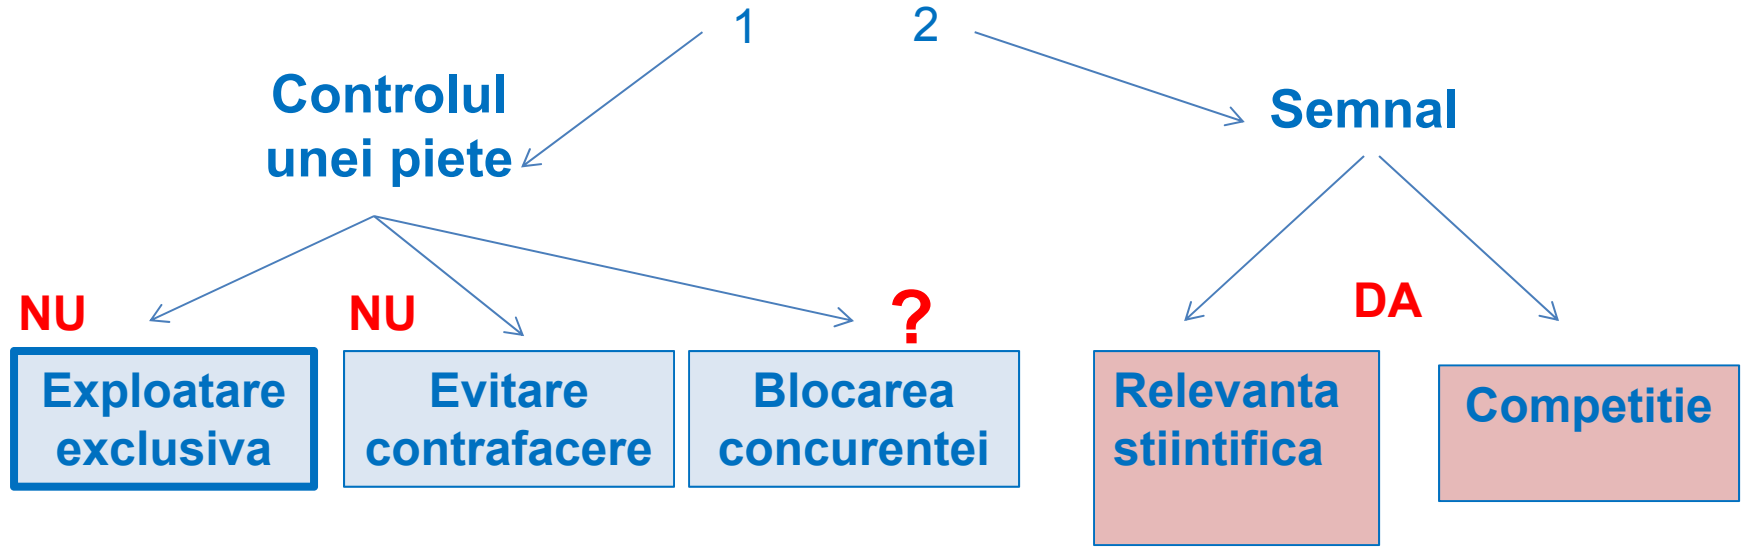 1
2
Controlul
unei piete
Semnal
NU
NU
?
DA
Exploatare
exclusiva
Evitare
contrafacere
Blocarea
concurentei
Relevanta
stiintifica
Competitie